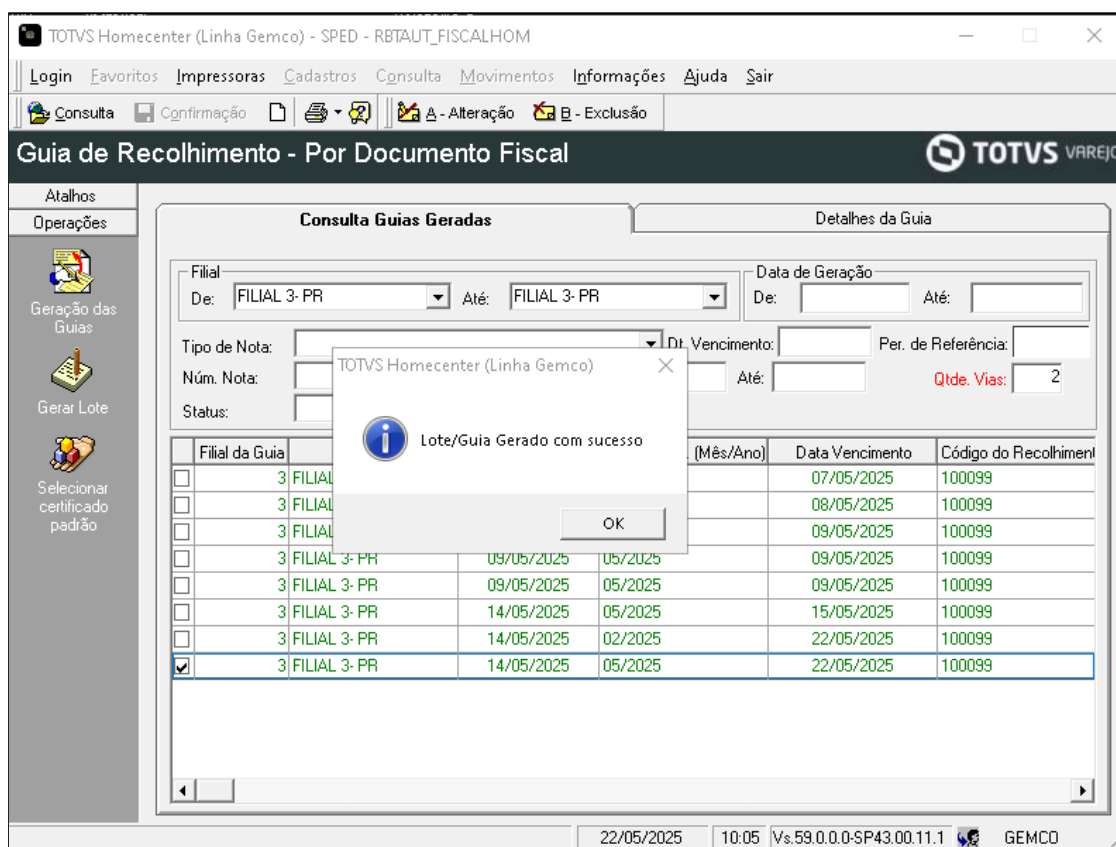 TOTVS Homecenter (Linha Gemco) - SPED - RBTAUT_FISCALHOM
Login Favoritos Impressoras Cadastros Consulta Movimentos Informações Ajuda Sair
Consulta Confirmação A - Alteração B - Exclusão
Guia de Recolhimento - Por Documento Fiscal
TOTVS VAREJO
Atalhos
Operações
Geração das
Guias
Gerar Lote
Selecionar
certificado
padrão
Consulta Guias Geradas Detalhes da Guia
Filial Data de Geração
De: FILIAL 3- PR Até: FILIAL 3- PR De: Até:
Tipo de Nota: Dt. Vencimento: Per. de Referência:
Núm. Nota: Até: Qtde. Vias: 2
Status:
TOTVS Homecenter (Linha Gemco)
Lote/Guia Gerado com sucesso
OK
Filial da Guia (Mês/Ano) Data Vencimento Código do Recolhimen
3 FILIAL 07/05/2025 100099
3 FILIAL 08/05/2025 100099
3 FILIAL 09/05/2025 100099
3 FILIAL 3- PR 09/05/2025 05/2025 09/05/2025 100099
3 FILIAL 3- PR 09/05/2025 05/2025 09/05/2025 100099
3 FILIAL 3- PR 14/05/2025 05/2025 15/05/2025 100099
3 FILIAL 3- PR 14/05/2025 02/2025 22/05/2025 100099
3 FILIAL 3- PR 14/05/2025 05/2025 22/05/2025 100099
22/05/2025 10:05 Vs.59.0.0.0-SP43.00.11.1 GEMCO